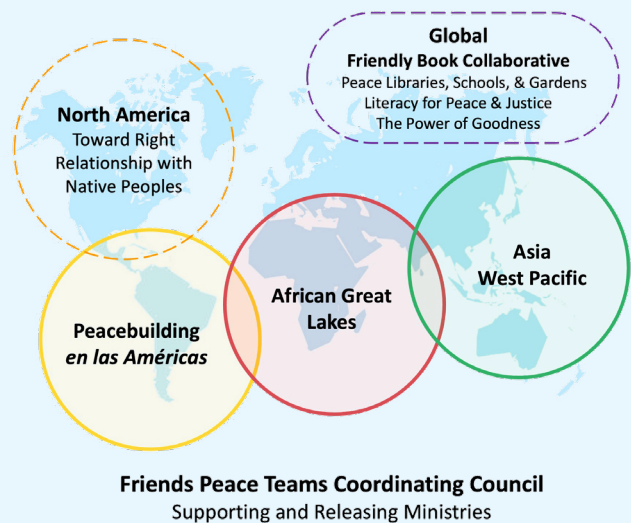 Global
Friendly Book Collaborative
Peace Libraries, Schools, & Gardens
Literacy for Peace & Justice
The Power of Goodness
North America
Toward Right
Relationship with
Native Peoples
Peacebuilding
en las Américas
African Great
Lakes
Asia
West Pacific
Friends Peace Teams Coordinating Council
Supporting and Releasing Ministries